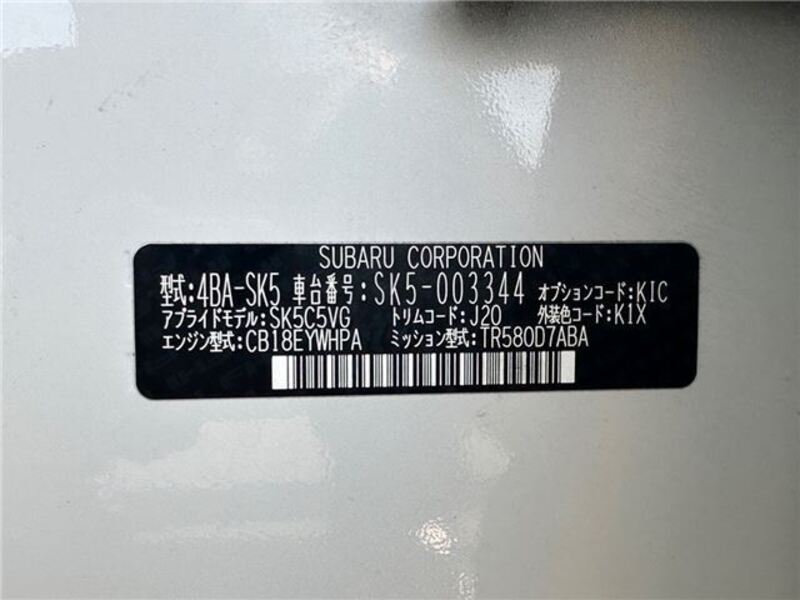 SUBARU CORPORATION
型式:4BA-SK5 車台番号:SK5-003344 オプションコード:KIC
アプライドモデル:SK5C5VG トリムコード:J20 外装色コード:K1X
エンジン型式:CB18EYWHPA ミッション型式:TR580D7ABA